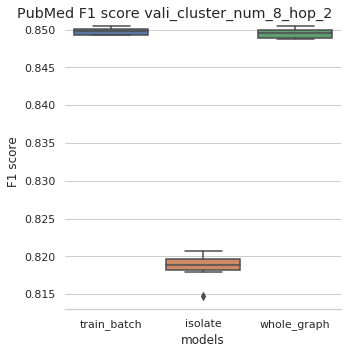 PubMed F1 score vali_cluster_num_8_hop_2
0.850
0.845
0.840
0.835
0.830
0.825
0.820
0.815
F1 score
train_batch isolate whole_graph
models